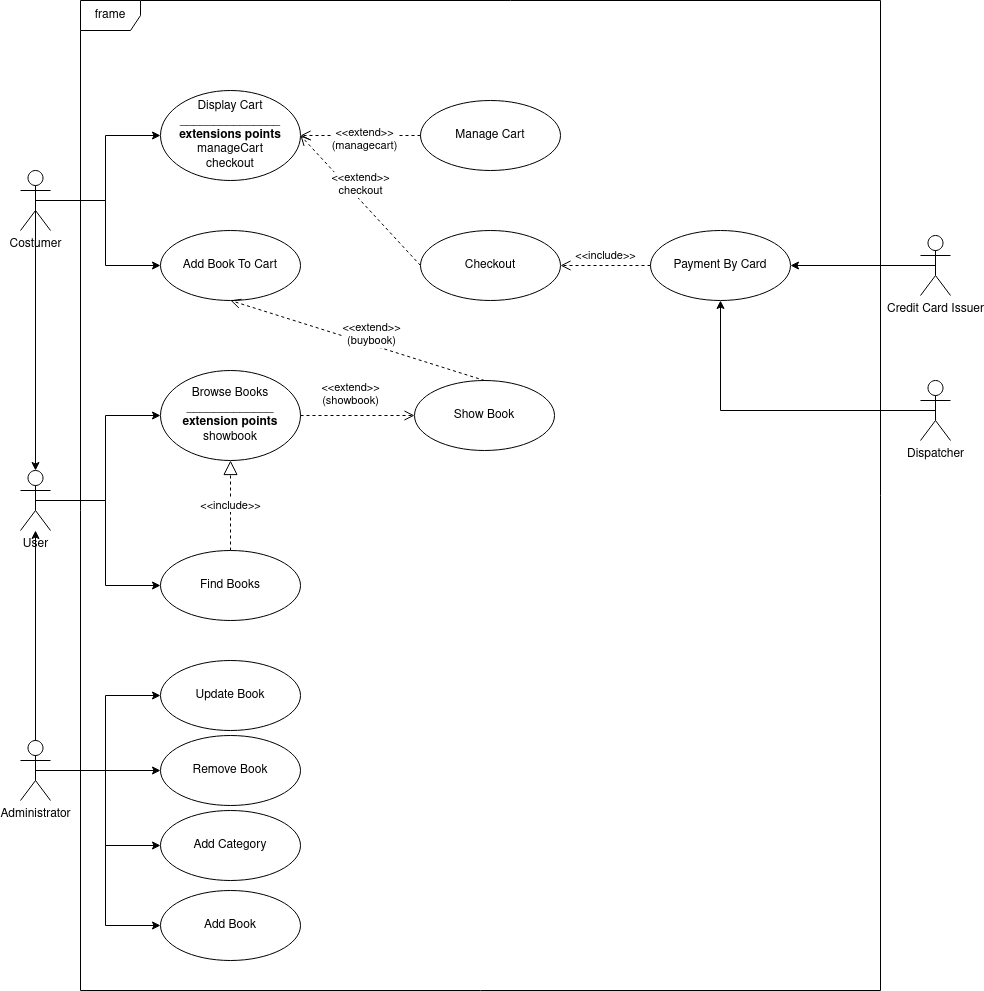 frame
Display Cart
extensions points
manageCart
checkout
<<extend>>
(managecart)
Manage Cart
<<extend>>
checkout
Costumer
Add Book To Cart
Checkout
<<include>>
Payment By Card
Credit Card Issuer
<<extend>>
(buybook)
Browse Books
extension points
showbook
<<extend>>
(showbook)
Show Book
Dispatcher
<<include>>
User
Find Books
Update Book
Remove Book
Administrator
Add Category
Add Book